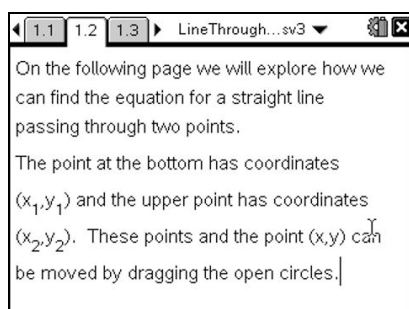 1.1 1.2 1.3 LineThrough...sv3
On the following page we will explore how we
can find the equation for a straight line
passing through two points.
The point at the bottom has coordinates
(x₁,y₁) and the upper point has coordinates
(x₂,y₂). These points and the point (x,y) can
be moved by dragging the open circles.